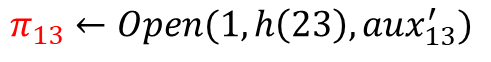 π₁₃ ← Open(1, h(23), aux′₁₃)